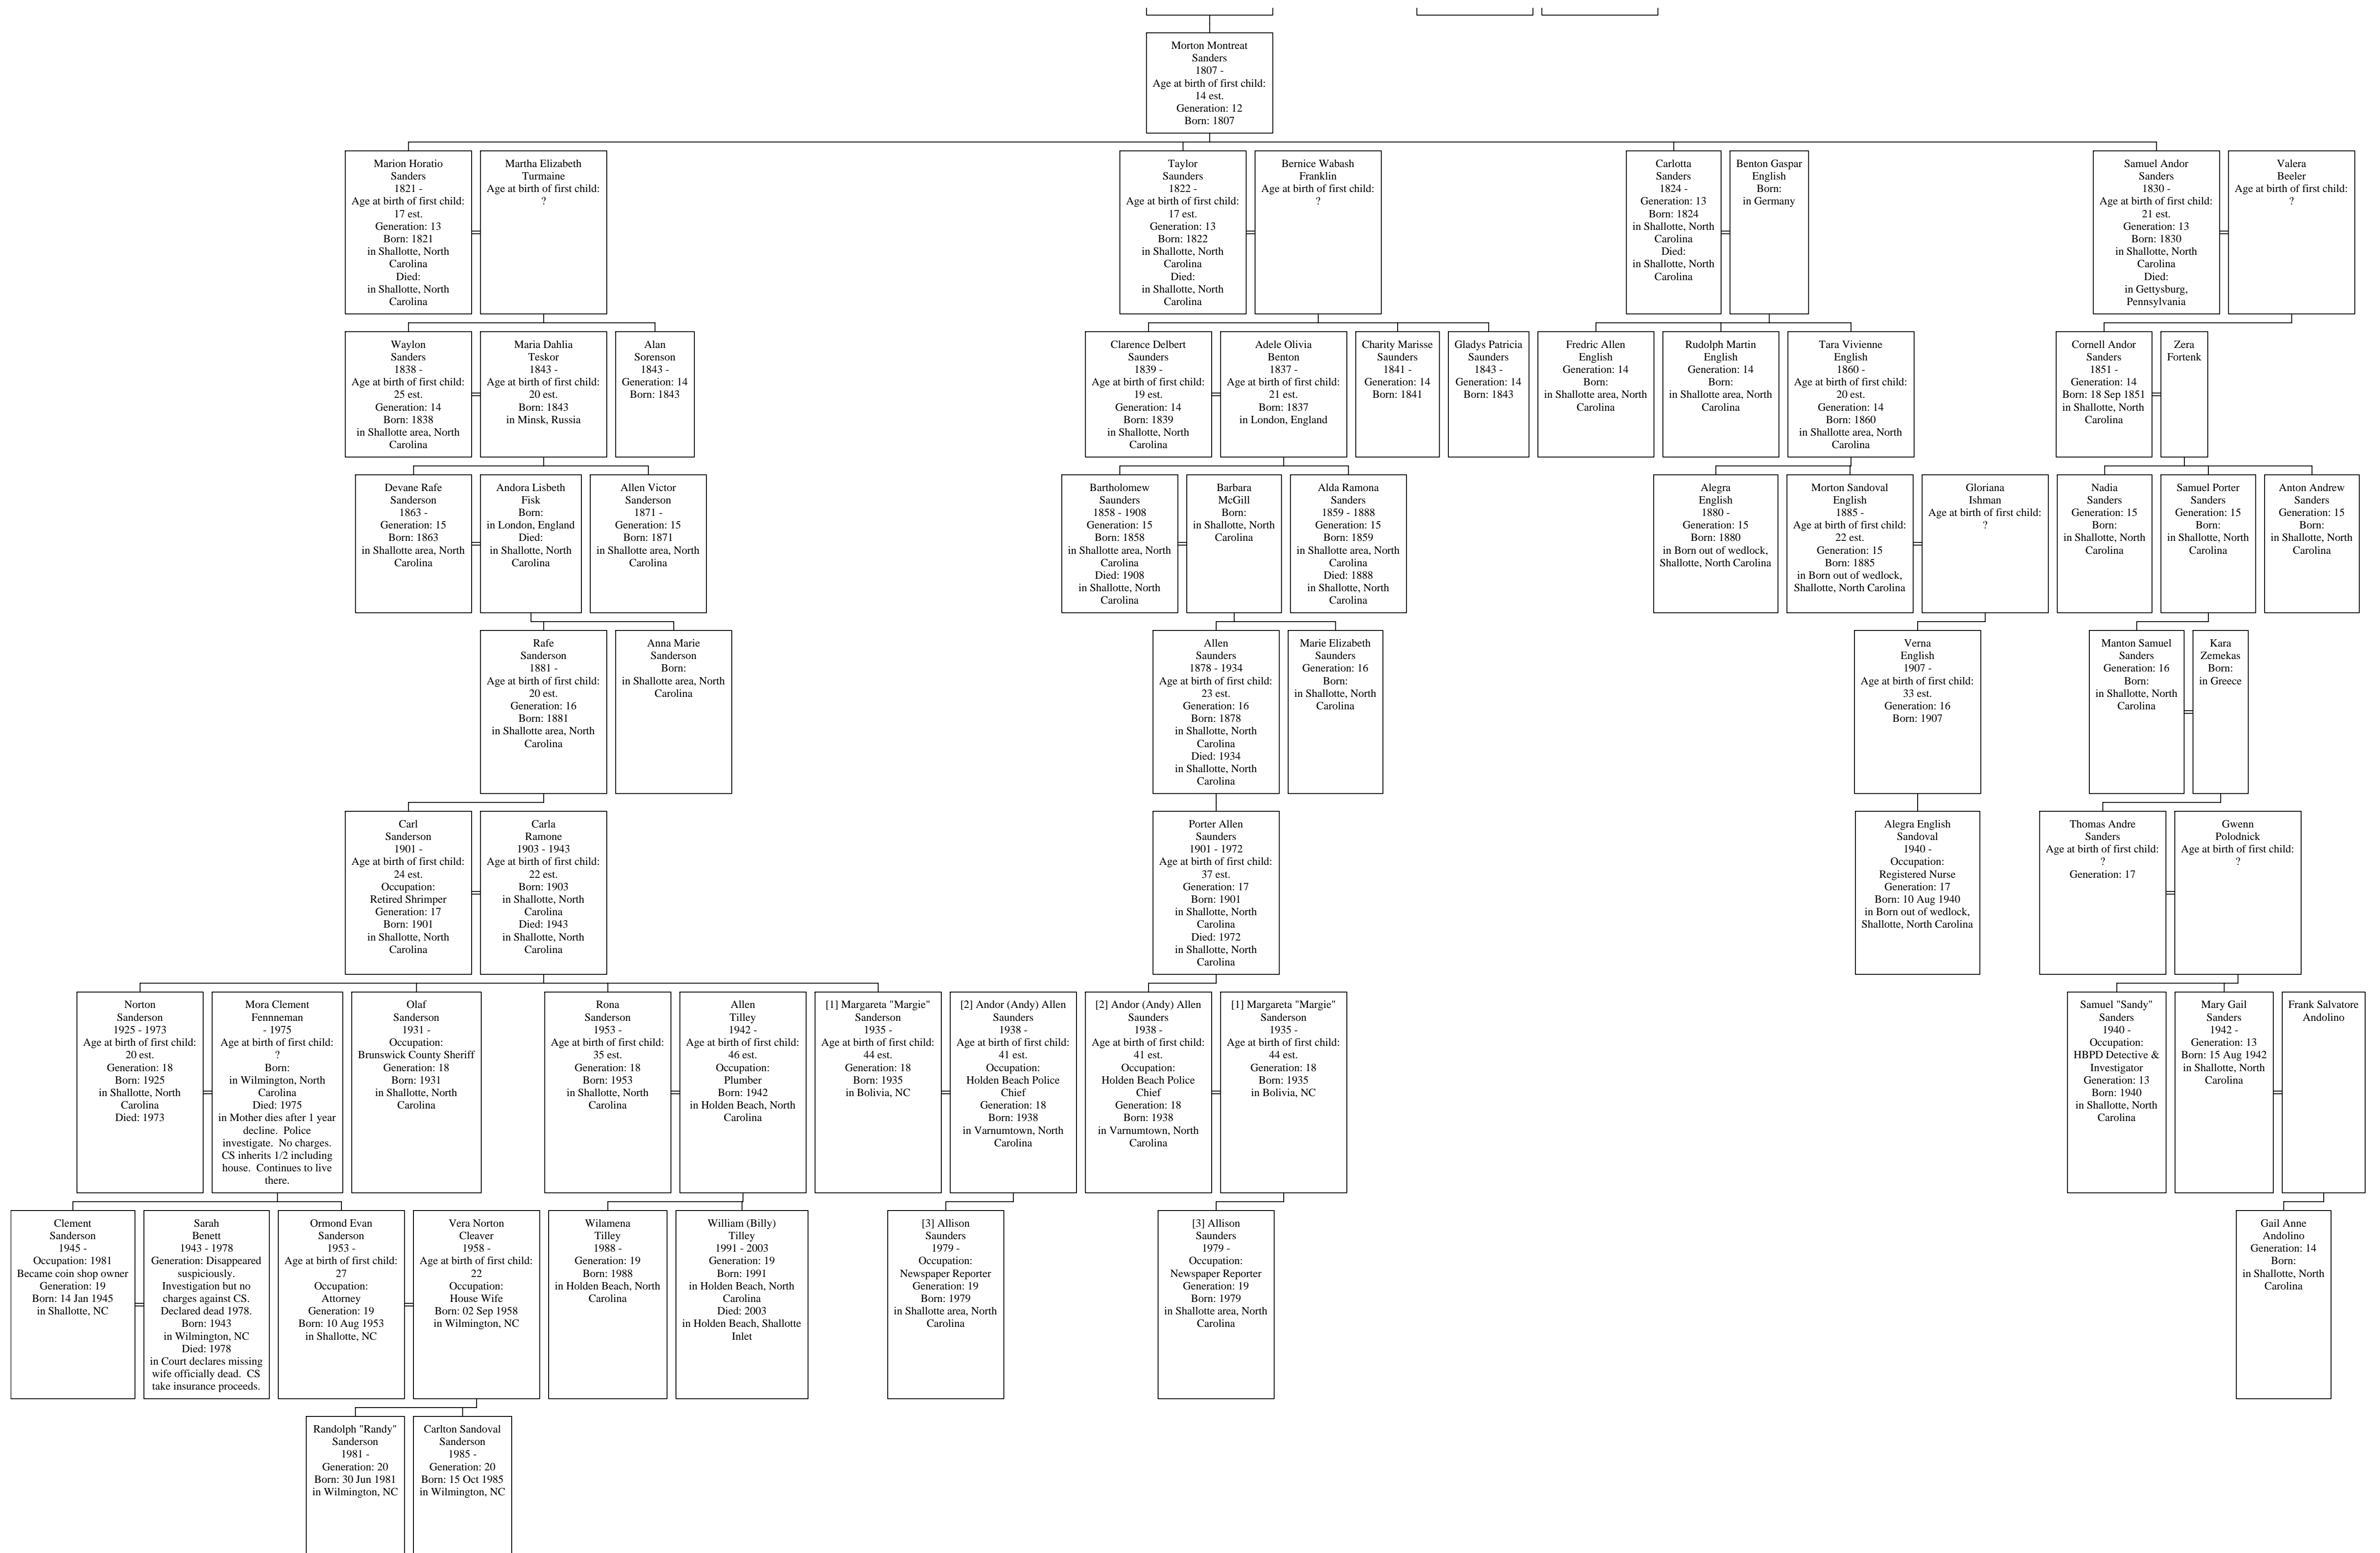 Morton Montreat
Sanders
1807 -
Age at birth of first child:
14 est.
Generation: 12
Born: 1807
Marion Horatio
Sanders
1821 -
Age at birth of first child:
17 est.
Generation: 13
Born: 1821
in Shallotte, North
Carolina
Died:
in Shallotte, North
Carolina
Martha Elizabeth
Turmaine
Age at birth of first child:
?
Taylor
Saunders
1822 -
Age at birth of first child:
17 est.
Generation: 13
Born: 1822
in Shallotte, North
Carolina
Died:
in Shallotte, North
Carolina
Bernice Wabash
Franklin
Age at birth of first child:
?
Carlotta
Sanders
1824 -
Generation: 13
Born: 1824
in Shallotte, North
Carolina
Died:
in Shallotte, North
Carolina
Benton Gaspar
English
Born:
in Germany
Samuel Andor
Sanders
1830 -
Age at birth of first child:
21 est.
Generation: 13
Born: 1830
in Shallotte, North
Carolina
Died:
in Gettysburg,
Pennsylvania
Valera
Beeler
Age at birth of first child:
?
Waylon
Sanders
1838 -
Age at birth of first child:
25 est.
Generation: 14
Born: 1838
in Shallotte area, North
Carolina
Maria Dahlia
Teskor
1843 -
Age at birth of first child:
20 est.
Born: 1843
in Minsk, Russia
Alan
Sorenson
1843 -
Generation: 14
Born: 1843
Clarence Delbert
Saunders
1839 -
Age at birth of first child:
19 est.
Generation: 14
Born: 1839
in Shallotte, North
Carolina
Adele Olivia
Benton
1837 -
Age at birth of first child:
21 est.
Born: 1837
in London, England
Charity Marisse
Saunders
1841 -
Generation: 14
Born: 1841
Gladys Patricia
Saunders
1843 -
Generation: 14
Born: 1843
Fredric Allen
English
Generation: 14
Born:
in Shallotte area, North
Carolina
Rudolph Martin
English
Generation: 14
Born:
in Shallotte area, North
Carolina
Tara Vivienne
English
1860 -
Age at birth of first child:
20 est.
Generation: 14
Born: 1860
in Shallotte area, North
Carolina
Cornell Andor
Sanders
1851 -
Generation: 14
Born: 18 Sep 1851
in Shallotte, North
Carolina
Zera
Fortenk
Devane Rafe
Sanderson
1863 -
Generation: 15
Born: 1863
in Shallotte area, North
Carolina
Andora Lisbeth
Fisk
Born:
in London, England
Died:
in Shallotte, North
Carolina
Allen Victor
Sanderson
1871 -
Generation: 15
Born: 1871
in Shallotte area, North
Carolina
Bartholomew
Saunders
1858 - 1908
Generation: 15
Born: 1858
in Shallotte area, North
Carolina
Died: 1908
in Shallotte, North
Carolina
Barbara
McGill
Born:
in Shallotte, North
Carolina
Alda Ramona
Sanders
1859 - 1888
Generation: 15
Born: 1859
in Shallotte area, North
Carolina
Died: 1888
in Shallotte, North
Carolina
Alegra
English
1880 -
Generation: 15
Born: 1880
in Born out of wedlock,
Shallotte, North Carolina
Morton Sandoval
English
1885 -
Age at birth of first child:
22 est.
Generation: 15
Born: 1885
in Born out of wedlock,
Shallotte, North Carolina
Gloriana
Ishman
Age at birth of first child:
?
Nadia
Sanders
Generation: 15
Born:
in Shallotte, North
Carolina
Samuel Porter
Sanders
Generation: 15
Born:
in Shallotte, North
Carolina
Anton Andrew
Sanders
Generation: 15
Born:
in Shallotte, North
Carolina
Rafe
Sanderson
1881 -
Age at birth of first child:
20 est.
Generation: 16
Born: 1881
in Shallotte area, North
Carolina
Anna Marie
Sanderson
Born:
in Shallotte area, North
Carolina
Allen
Saunders
1878 - 1934
Age at birth of first child:
23 est.
Generation: 16
Born: 1878
in Shallotte, North
Carolina
Died: 1934
in Shallotte, North
Carolina
Marie Elizabeth
Saunders
Generation: 16
Born:
in Shallotte, North
Carolina
Verna
English
1907 -
Age at birth of first child:
33 est.
Generation: 16
Born: 1907
Manton Samuel
Sanders
Generation: 16
Born:
in Shallotte, North
Carolina
Kara
Zemekas
Born:
in Greece
Carl
Sanderson
1901 -
Age at birth of first child:
24 est.
Occupation:
Retired Shrimper
Generation: 17
Born: 1901
in Shallotte, North
Carolina
Carla
Ramone
1903 - 1943
Age at birth of first child:
22 est.
Born: 1903
in Shallotte, North
Carolina
Died: 1943
in Shallotte, North
Carolina
Porter Allen
Saunders
1901 - 1972
Age at birth of first child:
37 est.
Generation: 17
Born: 1901
in Shallotte, North
Carolina
Died: 1972
in Shallotte, North
Carolina
Alegra English
Sandoval
1940 -
Occupation:
Registered Nurse
Generation: 17
Born: 10 Aug 1940
in Born out of wedlock,
Shallotte, North Carolina
Thomas Andre
Sanders
Age at birth of first child:
?
Generation: 17
Gwenn
Polodnick
Age at birth of first child:
?
Norton
Sanderson
1925 - 1973
Age at birth of first child:
20 est.
Generation: 18
Born: 1925
in Shallotte, North
Carolina
Died: 1973
Mora Clement
Fennneman
- 1975
Age at birth of first child:
?
Born:
in Wilmington, North
Carolina
Died: 1975
in Mother dies after 1 year
decline. Police
investigate. No charges.
CS inherits 1/2 including
house. Continues to live
there.
Olaf
Sanderson
1931 -
Occupation:
Brunswick County Sheriff
Generation: 18
Born: 1931
in Shallotte, North
Carolina
Rona
Sanderson
1953 -
Age at birth of first child:
35 est.
Generation: 18
Born: 1953
in Shallotte, North
Carolina
Allen
Tilley
1942 -
Age at birth of first child:
46 est.
Occupation:
Plumber
Born: 1942
in Holden Beach, North
Carolina
[1] Margareta "Margie"
Sanderson
1935 -
Age at birth of first child:
44 est.
Generation: 18
Born: 1935
in Bolivia, NC
[2] Andor (Andy) Allen
Saunders
1938 -
Age at birth of first child:
41 est.
Occupation:
Holden Beach Police
Chief
Generation: 18
Born: 1938
in Varnumtown, North
Carolina
[2] Andor (Andy) Allen
Saunders
1938 -
Age at birth of first child:
41 est.
Occupation:
Holden Beach Police
Chief
Generation: 18
Born: 1938
in Varnumtown, North
Carolina
[1] Margareta "Margie"
Sanderson
1935 -
Age at birth of first child:
44 est.
Generation: 18
Born: 1935
in Bolivia, NC
Samuel "Sandy"
Sanders
1940 -
Occupation:
HBPD Detective &
Investigator
Generation: 13
Born: 1940
in Shallotte, North
Carolina
Mary Gail
Sanders
1942 -
Generation: 13
Born: 15 Aug 1942
in Shallotte, North
Carolina
Frank Salvatore
Andolino
Clement
Sanderson
1945 -
Occupation: 1981
Became coin shop owner
Generation: 19
Born: 14 Jan 1945
in Shallotte, NC
Sarah
Benett
1943 - 1978
Generation: Disappeared
suspiciously.
Investigation but no
charges against CS.
Declared dead 1978.
Born: 1943
in Wilmington, NC
Died: 1978
in Court declares missing
wife officially dead. CS
take insurance proceeds.
Ormond Evan
Sanderson
1953 -
Age at birth of first child:
27
Occupation:
Attorney
Generation: 19
Born: 10 Aug 1953
in Shallotte, NC
Vera Norton
Cleaver
1958 -
Age at birth of first child:
22
Occupation:
House Wife
Born: 02 Sep 1958
in Wilmington, NC
Wilamena
Tilley
1988 -
Generation: 19
Born: 1988
in Holden Beach, North
Carolina
William (Billy)
Tilley
1991 - 2003
Generation: 19
Born: 1991
in Holden Beach, North
Carolina
Died: 2003
in Holden Beach, Shallotte
Inlet
[3] Allison
Saunders
1979 -
Occupation:
Newspaper Reporter
Generation: 19
Born: 1979
in Shallotte area, North
Carolina
[3] Allison
Saunders
1979 -
Occupation:
Newspaper Reporter
Generation: 19
Born: 1979
in Shallotte area, North
Carolina
Gail Anne
Andolino
Generation: 14
Born:
in Shallotte, North
Carolina
Randolph "Randy"
Sanderson
1981 -
Generation: 20
Born: 30 Jun 1981
in Wilmington, NC
Carlton Sandoval
Sanderson
1985 -
Generation: 20
Born: 15 Oct 1985
in Wilmington, NC